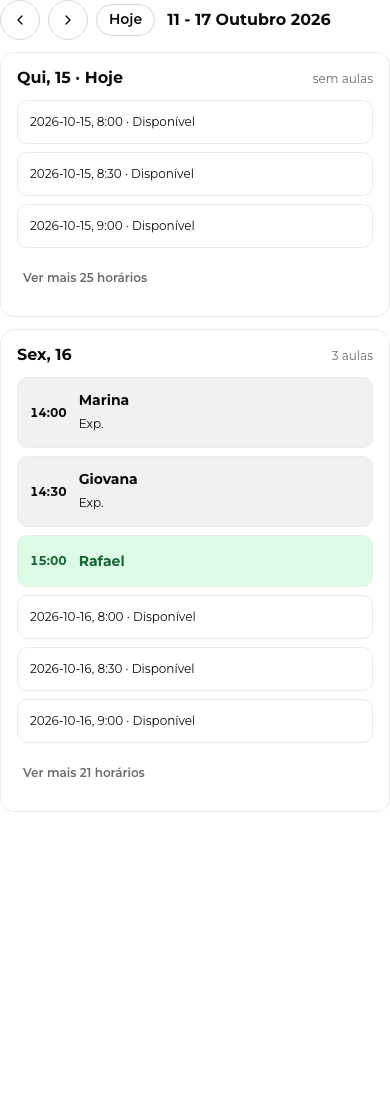 Hoje 11 - 17 Outubro 2026
Qui, 15 · Hoje sem aulas
2026-10-15, 8:00 · Disponível
2026-10-15, 8:30 · Disponível
2026-10-15, 9:00 · Disponível
Ver mais 25 horários
Sex, 16 3 aulas
14:00 Marina
Exp.
14:30 Giovana
Exp.
15:00 Rafael
2026-10-16, 8:00 · Disponível
2026-10-16, 8:30 · Disponível
2026-10-16, 9:00 · Disponível
Ver mais 21 horários